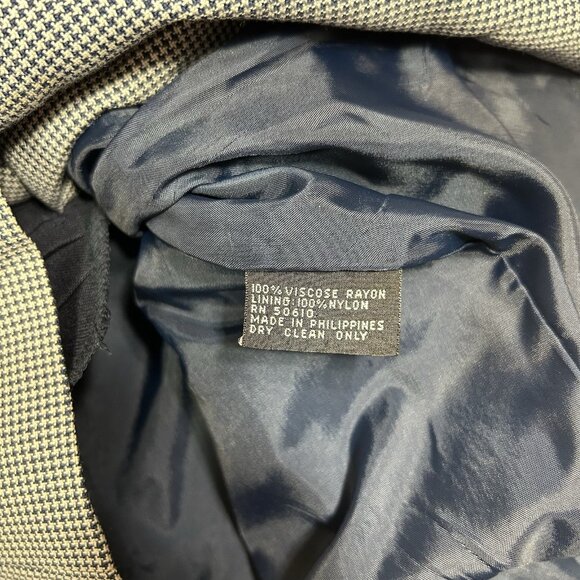 100% VISCOSE RAYON
LINING:100%NYLON
RN 50610
MADE IN PHILIPPINES
DRY CLEAN ONLY